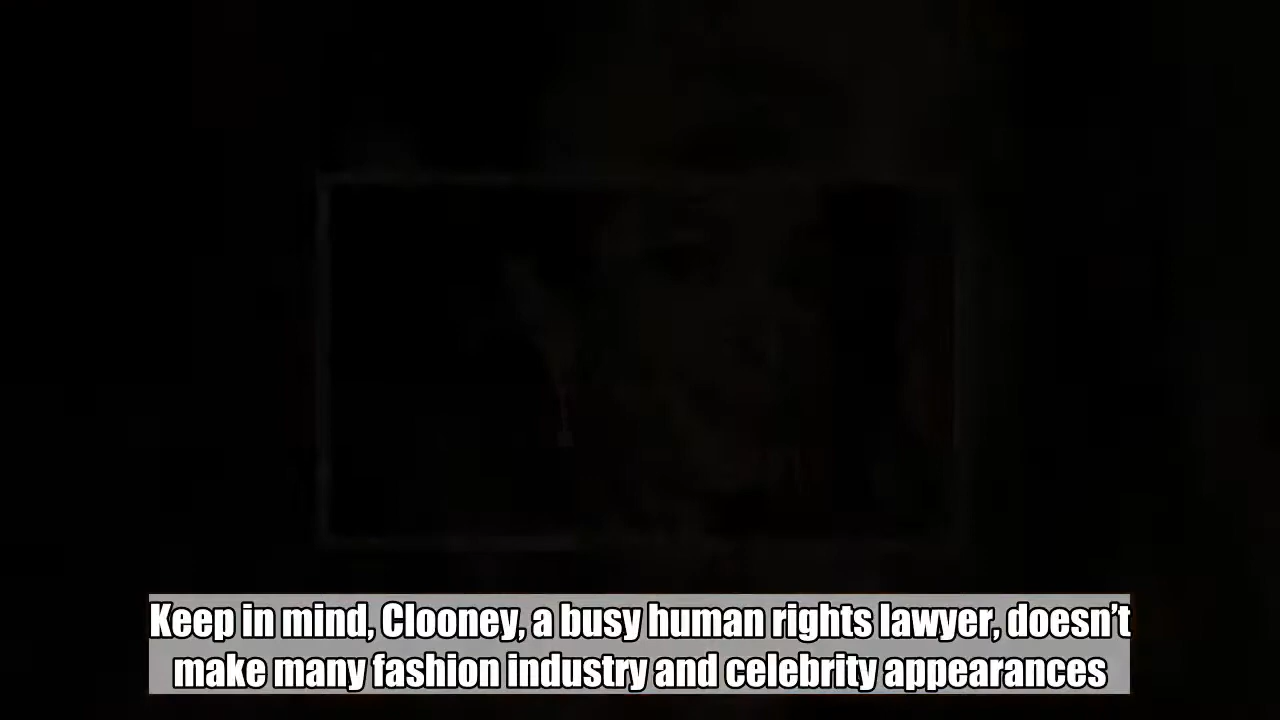 Keep in mind, Clooney, a busy human rights lawyer, doesn’t
make many fashion industry and celebrity appearances